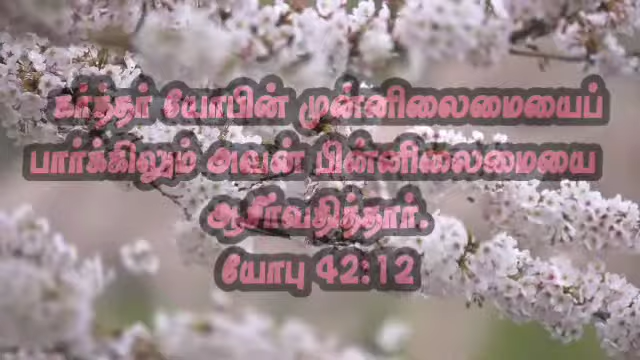 கர்த்தர் யோபின் முன்னிலைமையைப்
பார்க்கிலும் அவன் பின்னிலைமையை
ஆசீர்வதித்தார்.
யோபு 42:12